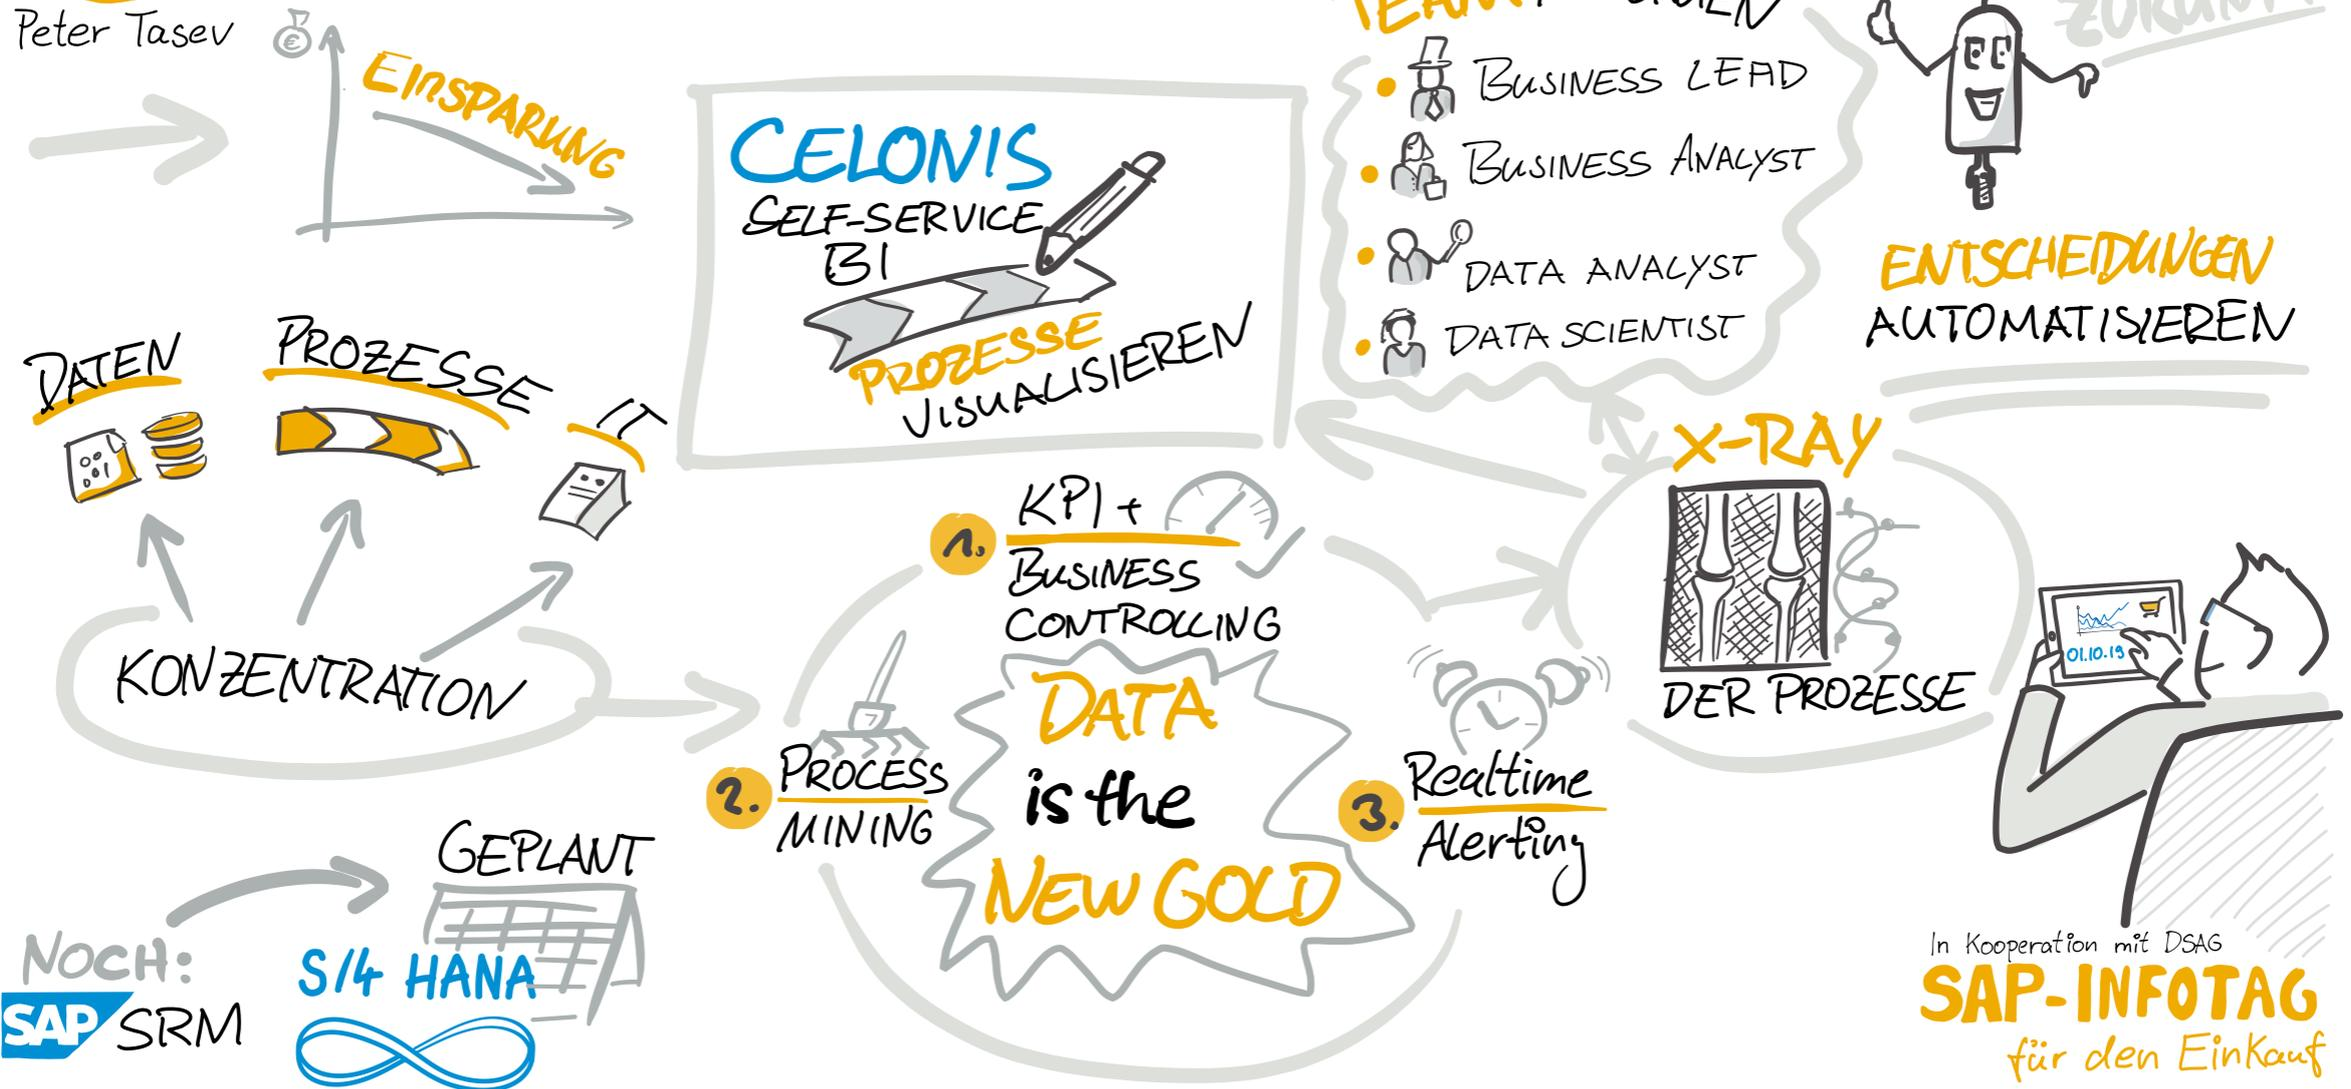 Peter Tasev
€
EINSPARUNG
DATEN
PROZESSE
IT
KONZENTRATION
GEPLANT
NOCH:
SAP SRM
S/4 HANA
CELONIS
SELF-SERVICE
BI
PROZESSE
VISUALISIEREN
1. KPI +
BUSINESS
CONTROLLING
2. PROCESS
MINING
DATA
is the
NEW GOLD
3. Realtime
Alerting
BUSINESS LEAD
BUSINESS ANALYST
DATA ANALYST
DATA SCIENTIST
ENTSCHEIDUNGEN
AUTOMATISIEREN
X-RAY
DER PROZESSE
01.10.19
In Kooperation mit DSAG
SAP-INFOTAG
für den Einkauf